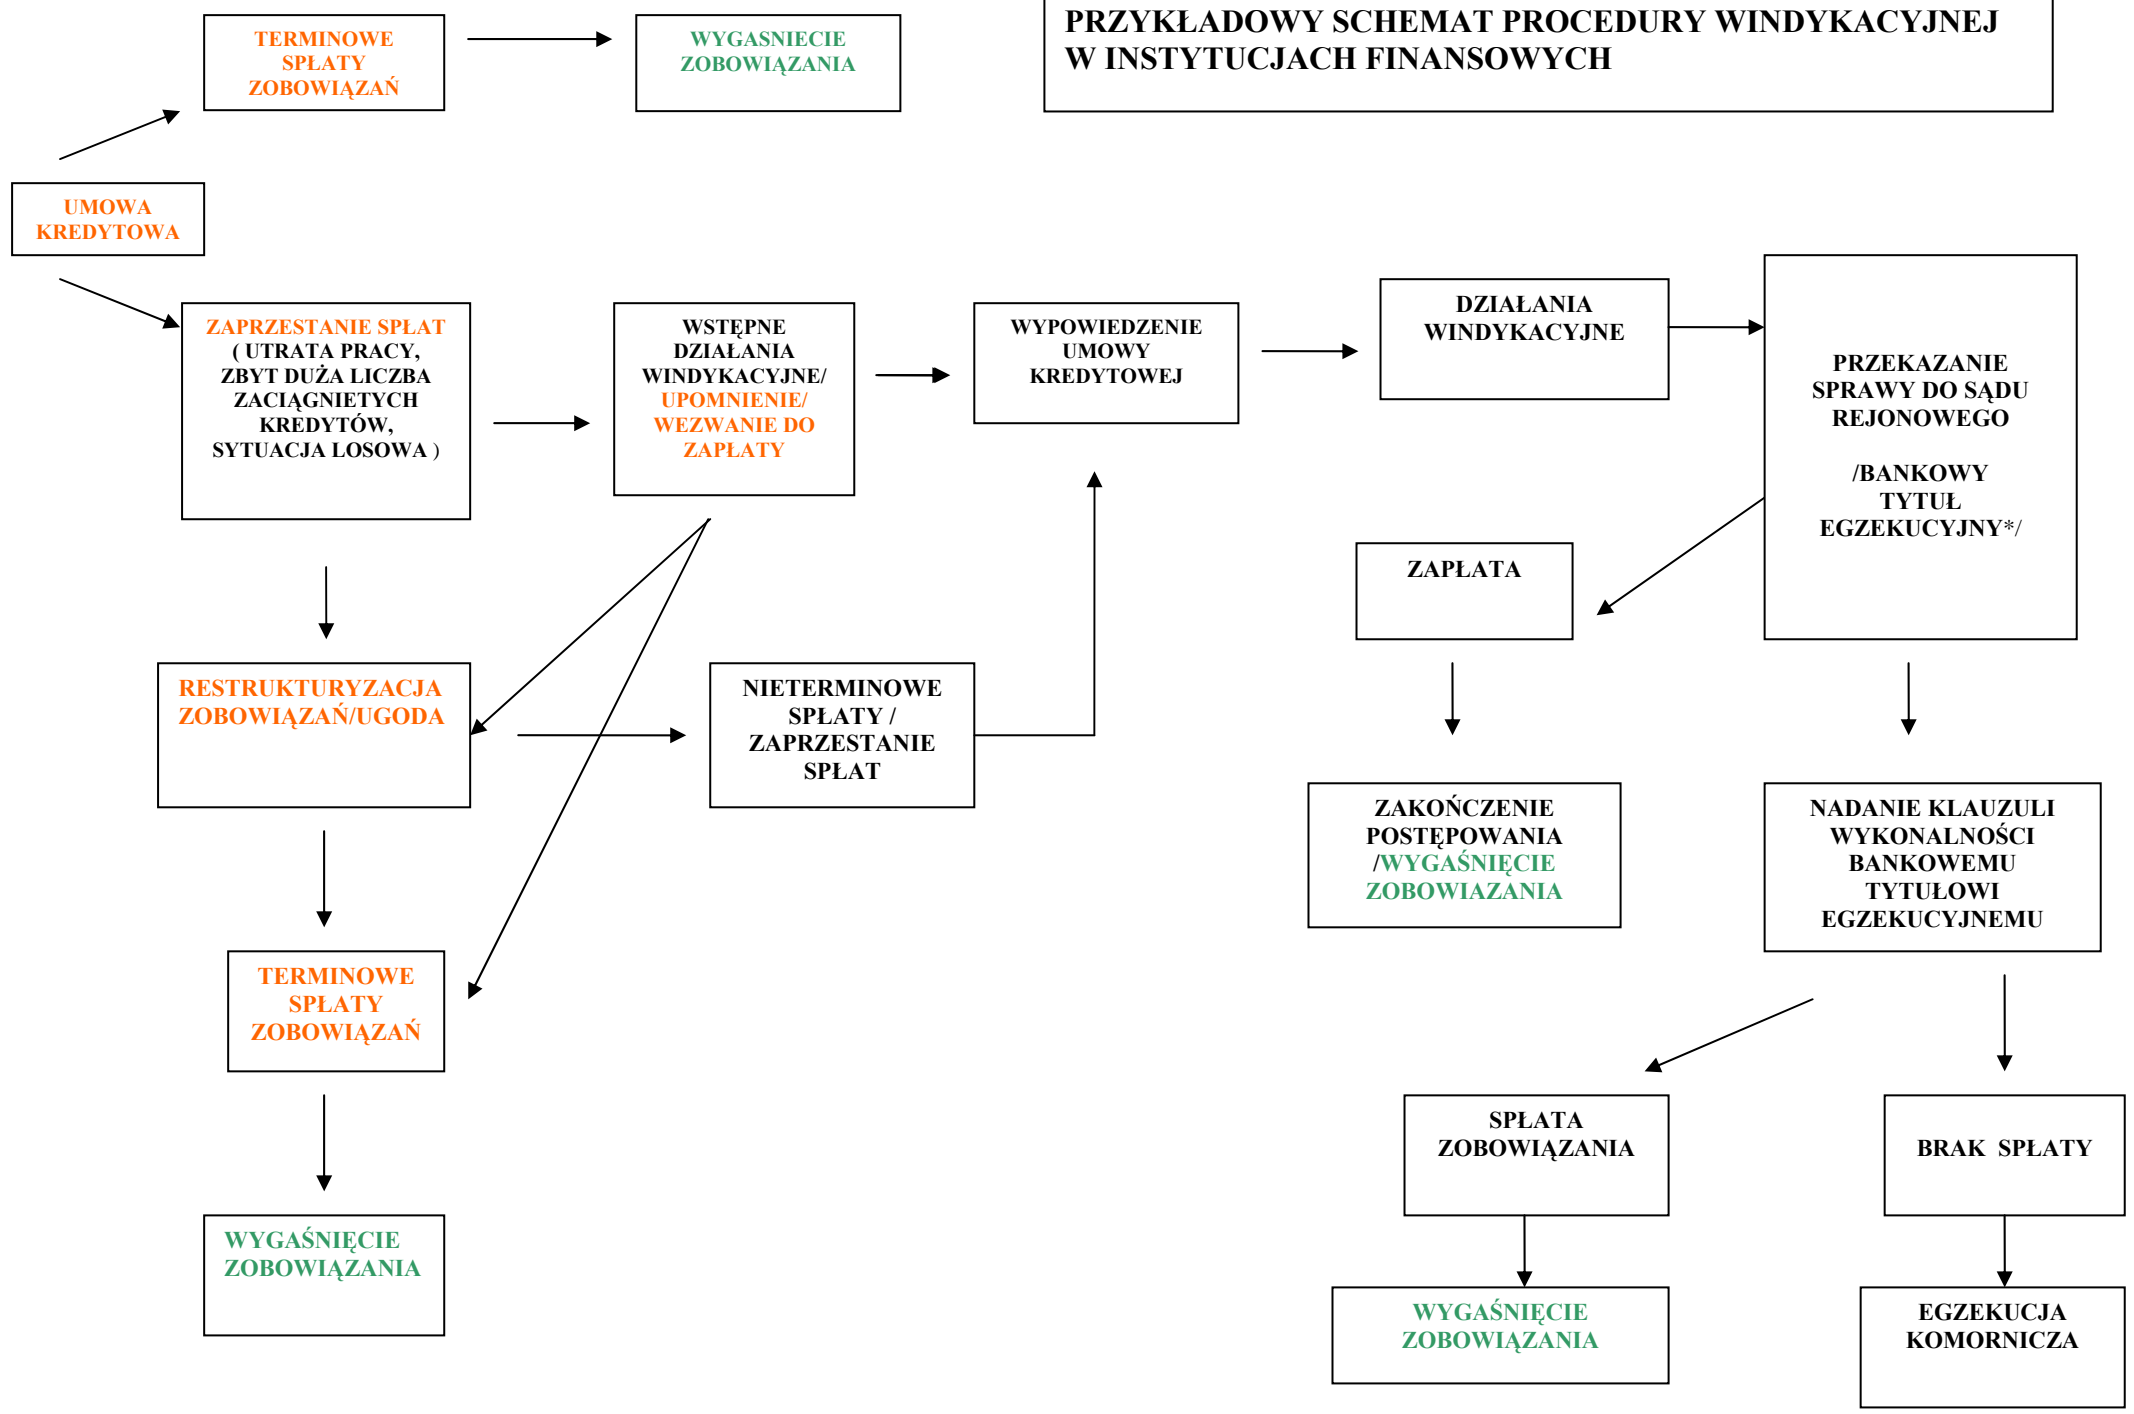 PRZYKŁADOWY SCHEMAT PROCEDURY WINDYKACYJNEJ
W INSTYTUCJACH FINANSOWYCH
TERMINOWE
SPŁATY
ZOBOWIĄZAŃ
WYGASNIECIE
ZOBOWIĄZANIA
UMOWA
KREDYTOWA
ZAPRZESTANIE SPŁAT
( UTRATA PRACY,
ZBYT DUŻA LICZBA
ZACIĄGNIETYCH
KREDYTÓW,
SYTUACJA LOSOWA )
WSTĘPNE
DZIAŁANIA
WINDYKACYJNE/
UPOMNIENIE/
WEZWANIE DO
ZAPŁATY
WYPOWIEDZENIE
UMOWY
KREDYTOWEJ
DZIAŁANIA
WINDYKACYJNE
PRZEKAZANIE
SPRAWY DO SĄDU
REJONOWEGO
/BANKOWY
TYTUŁ
EGZEKUCYJNY*/
ZAPŁATA
RESTRUKTURYZACJA
ZOBOWIĄZAŃ/UGODA
NIETERMINOWE
SPŁATY /
ZAPRZESTANIE
SPŁAT
ZAKOŃCZENIE
POSTĘPOWANIA
/WYGAŚNIĘCIE
ZOBOWIAZANIA
NADANIE KLAUZULI
WYKONALNOŚCI
BANKOWEMU
TYTUŁOWI
EGZEKUCYJNEMU
TERMINOWE
SPŁATY
ZOBOWIĄZAŃ
SPŁATA
ZOBOWIĄZANIA
BRAK SPŁATY
WYGAŚNIĘCIE
ZOBOWIĄZANIA
WYGAŚNIĘCIE
ZOBOWIĄZANIA
EGZEKUCJA
KOMORNICZA